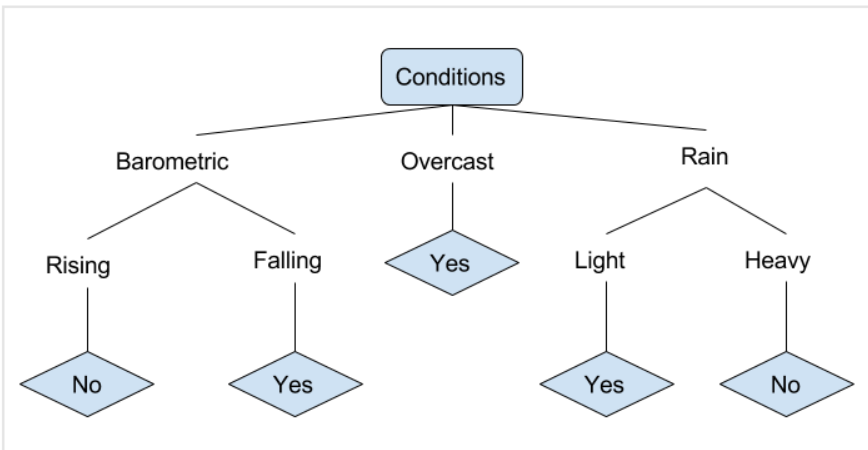 Conditions
Barometric
Overcast
Rain
Rising
Falling
Yes
Light
Heavy
No
Yes
Yes
No